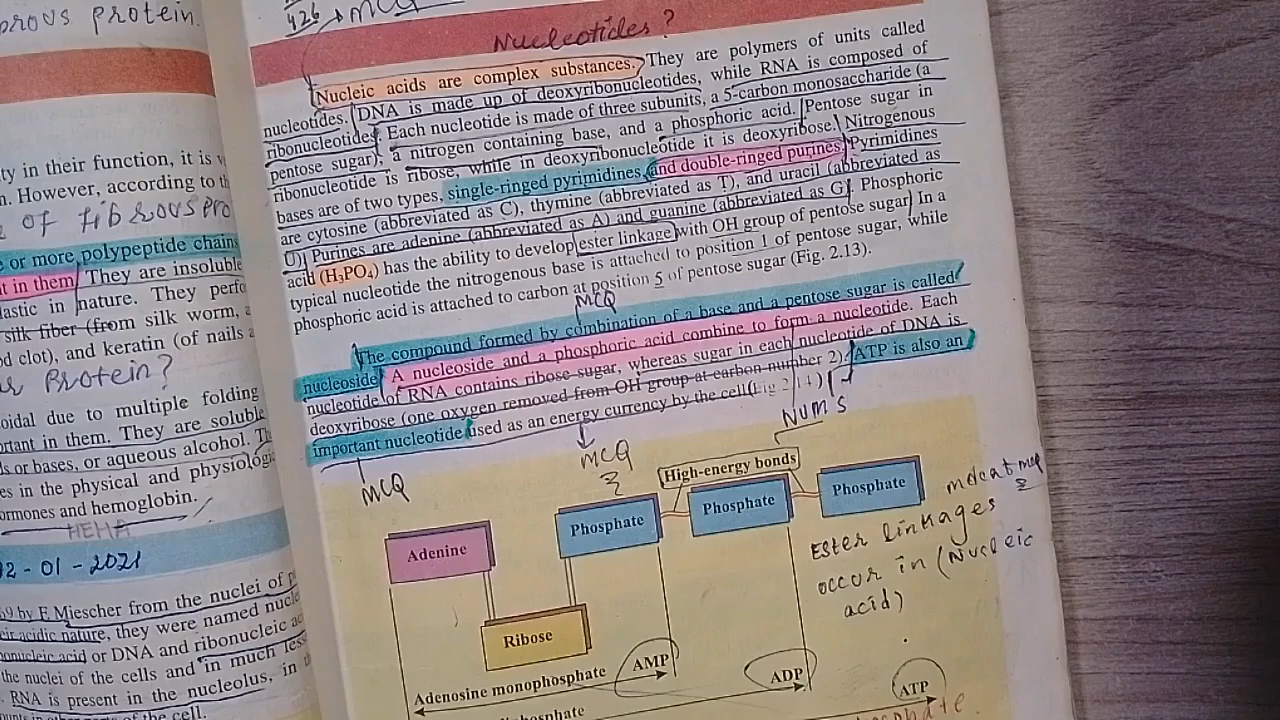 rous protein.
ty in their function, it is
. However, according to th
of fibrous pro
e or more polypeptide chains
t in them. They are insoluble
lastic in nature. They perfo
silk fiber (from silk worm, a
d clot), and keratin (of nails a
Protein?
oidal due to multiple folding
ortant in them. They are soluble
ds or bases, or aqueous alcohol. T
es in the physical and physiologi
ormones and hemoglobin.
HEHA
2-01-2021
69 by F. Miescher from the nuclei of p
eir acidic nature, they were named nucle
onucleic acid or DNA and ribonucleic a
the nuclei of the cells and in much less
RNA is present in the nucleolus, in
of the cell.
426 → MCQ
Nucleotides?
Nucleic acids are complex substances. They are polymers of units called
nucleotides. DNA is made up of deoxyribonucleotides, while RNA is composed of
ribonucleotides. Each nucleotide is made of three subunits, a 5-carbon monosaccharide (a
pentose sugar), a nitrogen containing base, and a phosphoric acid. Pentose sugar in
ribonucleotide is ribose, while in deoxyribonucleotide it is deoxyribose. Nitrogenous
bases are of two types, single-ringed pyrimidines, and double-ringed purines. Pyrimidines
are cytosine (abbreviated as C), thymine (abbreviated as T), and uracil (abbreviated as
U). Purines are adenine (abbreviated as A) and guanine (abbreviated as G). Phosphoric
acid (H₃PO₄) has the ability to develop ester linkage with OH group of pentose sugar. In a
typical nucleotide the nitrogenous base is attached to position 1 of pentose sugar, while
phosphoric acid is attached to carbon at position 5 of pentose sugar (Fig. 2.13).
MCQ
The compound formed by combination of a base and a pentose sugar is called
nucleoside. A nucleoside and a phosphoric acid combine to form a nucleotide. Each
nucleotide of RNA contains ribose sugar, whereas sugar in each nucleotide of DNA is
deoxyribose (one oxygen removed from OH group at carbon number 2). ATP is also an
important nucleotide used as an energy currency by the cell (Fig 2.14)
NUMS
MCQ
MCQ
High-energy bonds
Adenine
Phosphate
Phosphate
Phosphate
mdcat mcq
Ester linkages
occur in (Nucleic
acid)
Ribose
Adenosine monophosphate
AMP
ADP
ATP
phosphate
phosphate.